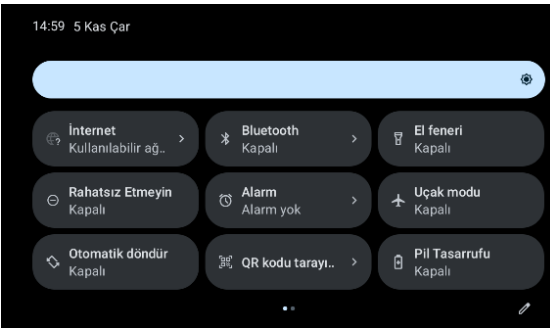 14:59 5 Kas Çar
İnternet
Kullanılabilir ağ..
Bluetooth
Kapalı
El feneri
Kapalı
Rahatsız Etmeyin
Kapalı
Alarm
Alarm yok
Uçak modu
Kapalı
Otomatik döndür
Kapalı
QR kodu tarayı..
Pil Tasarrufu
Kapalı